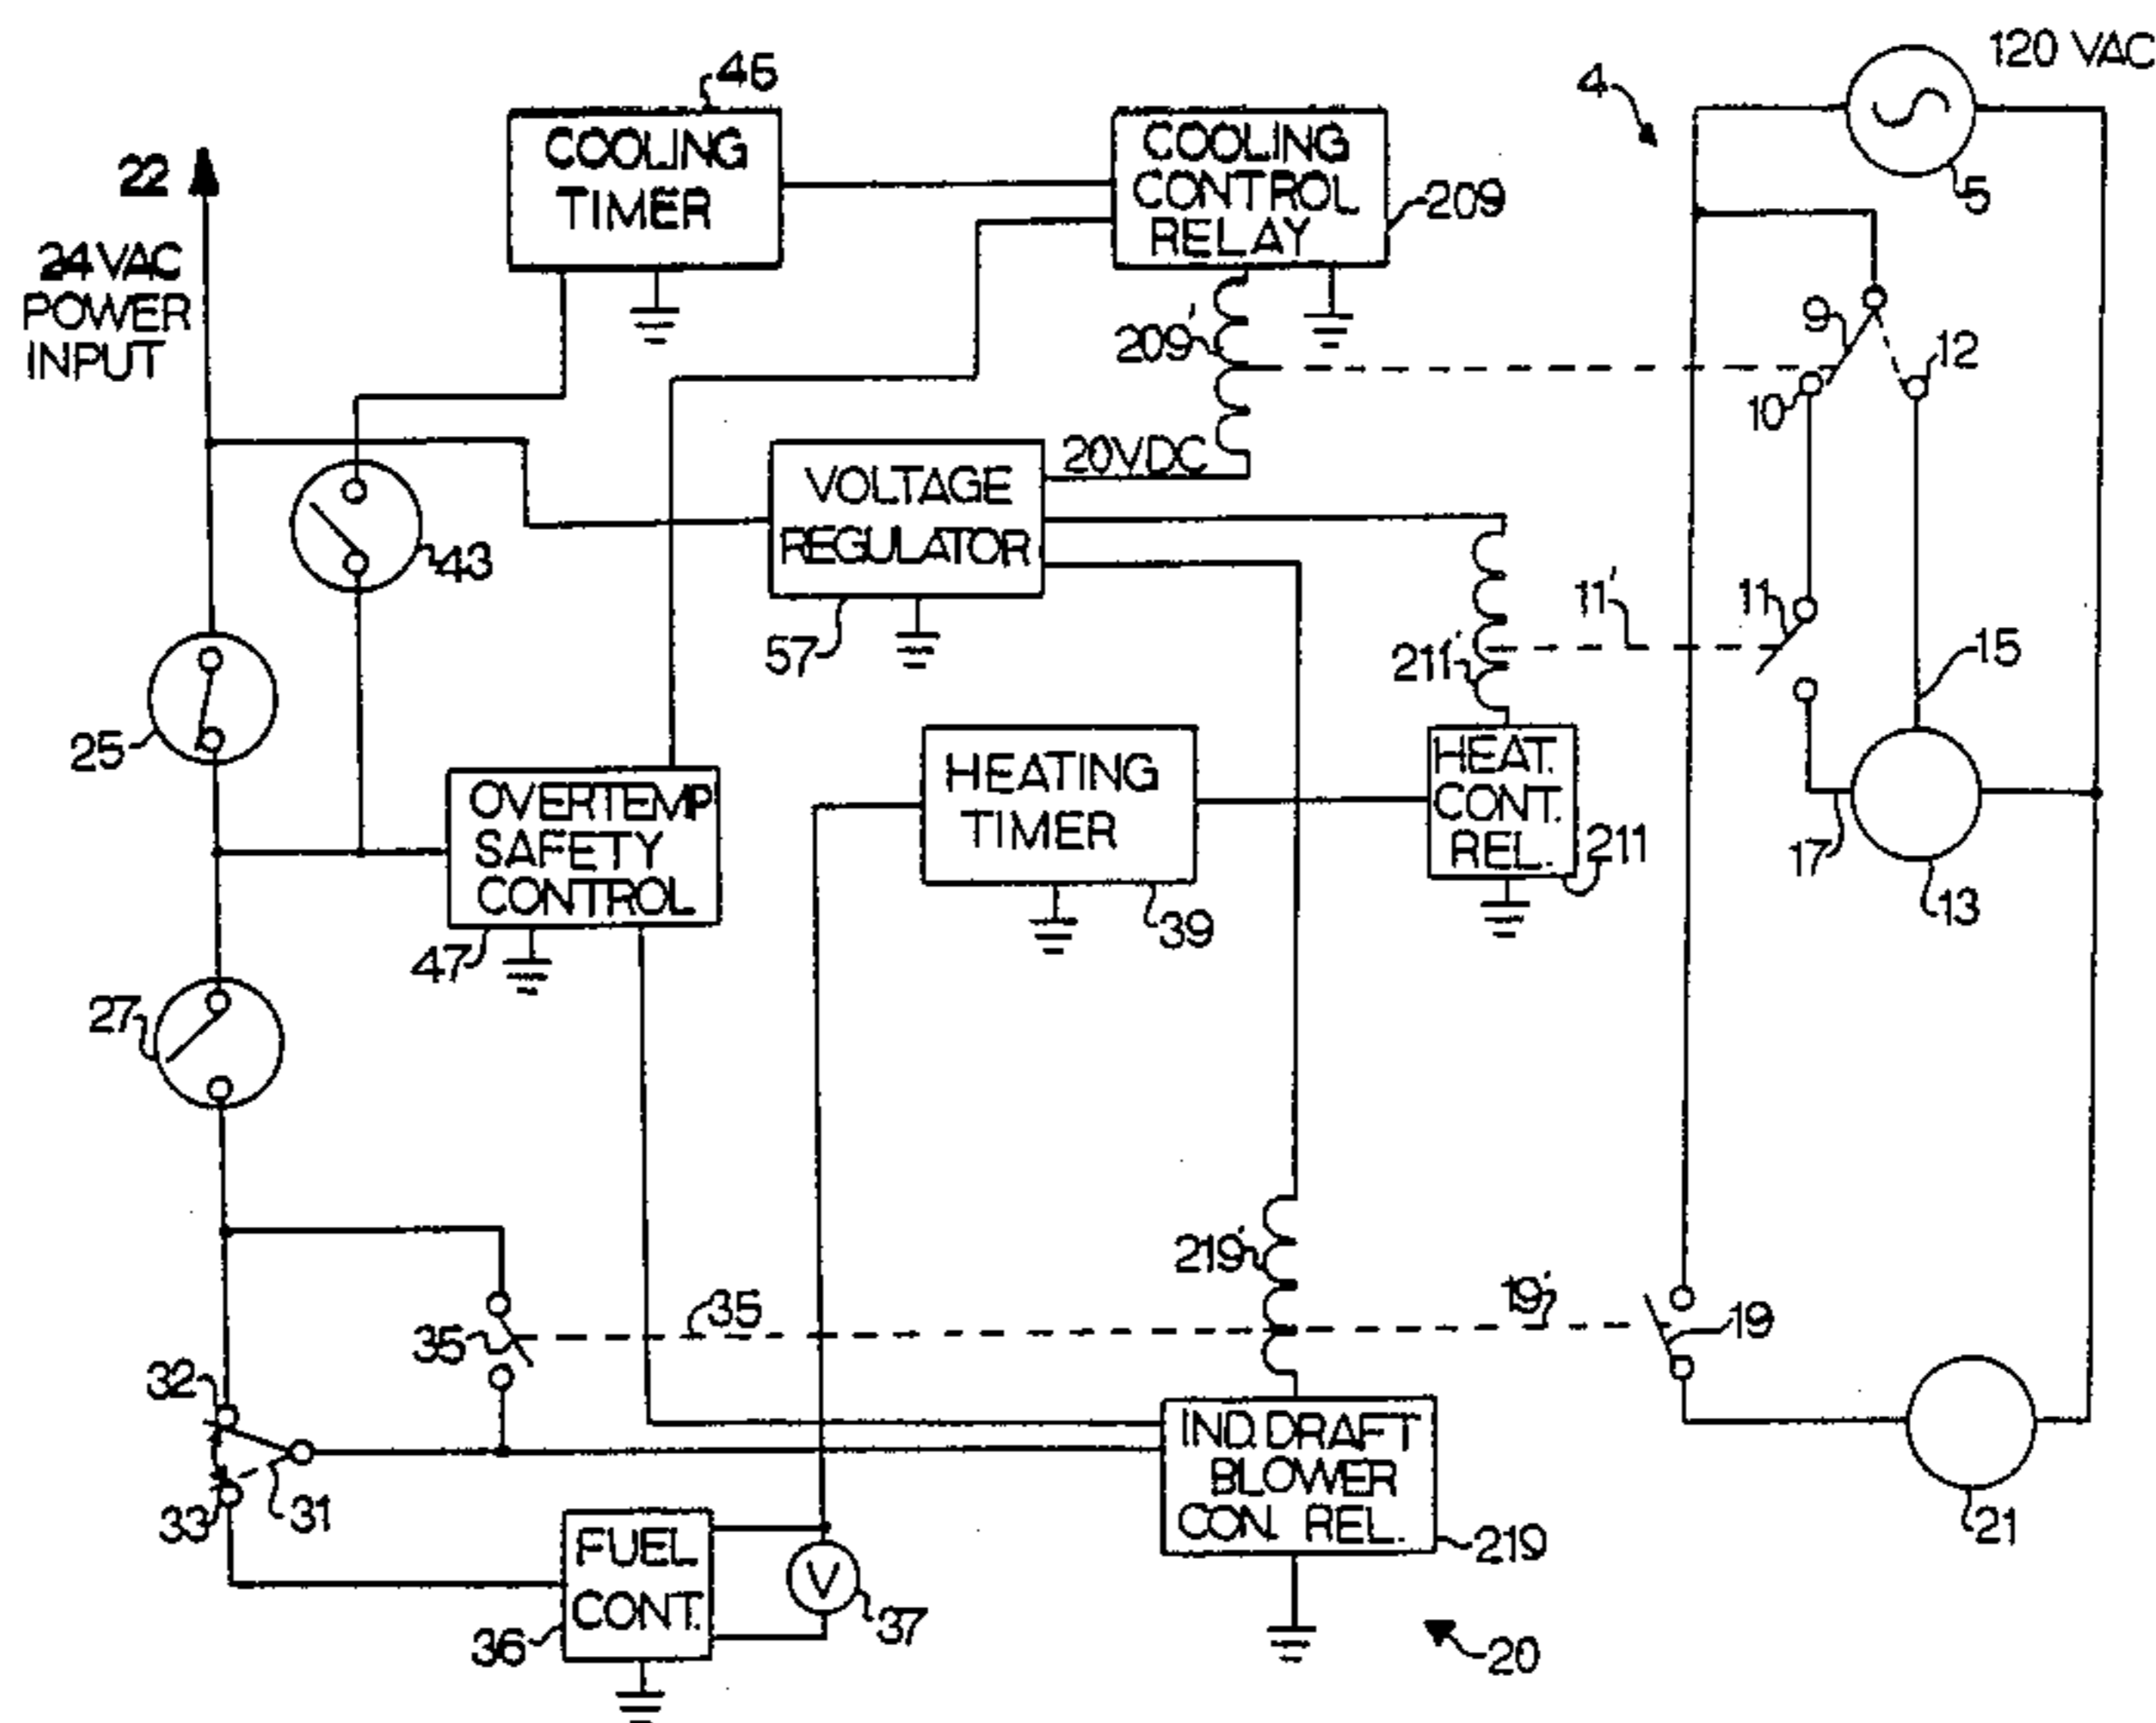 120 VAC
4
5
45
COOLING
TIMER
COOLING
CONTROL
RELAY
209
22
24VAC
POWER
INPUT
209'
9
10
12
20VDC
VOLTAGE
REGULATOR
57
43
11'
11
211'
15
25
OVERTEMP
SAFETY
CONTROL
47
HEATING
TIMER
39
HEAT.
CONT.
REL.
211
17
13
27
219'
35
35
19'
19
32
33
31
IND. DRAFT
BLOWER
CON. REL.
219
21
FUEL
CONT.
36
V
37
20